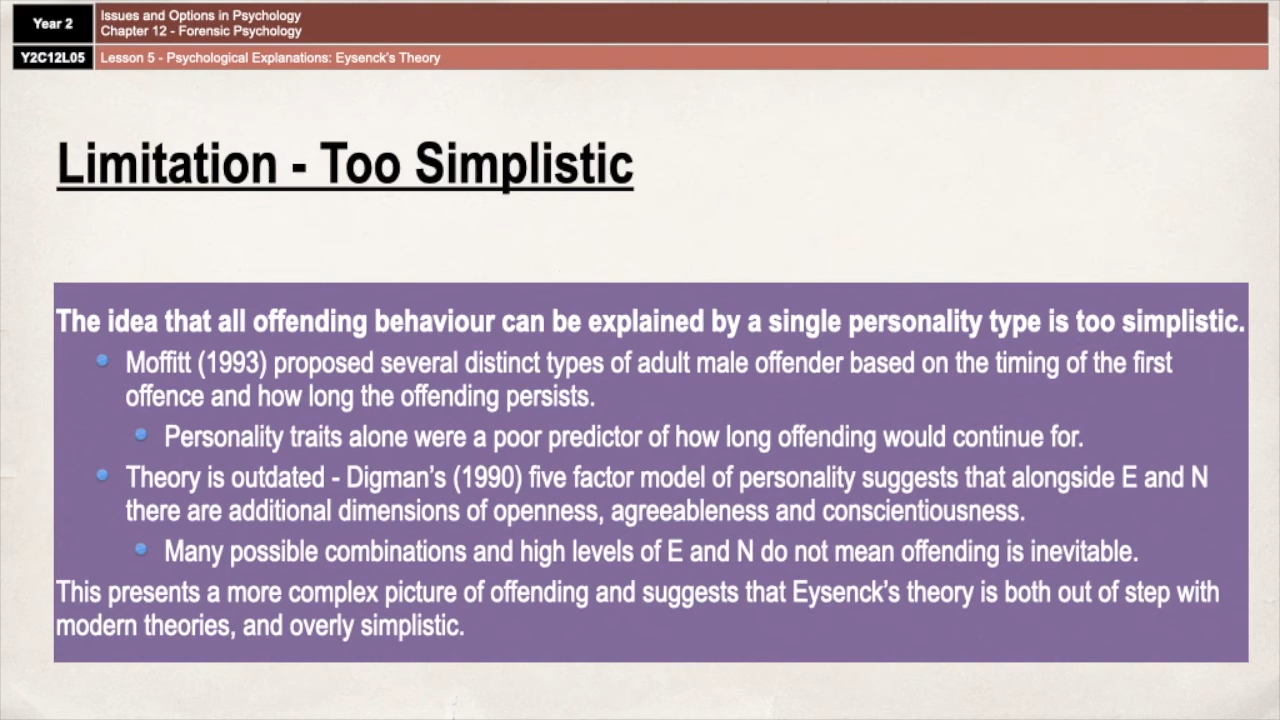 Year 2
Issues and Options in Psychology
Chapter 12 - Forensic Psychology
Y2C12L05
Lesson 5 - Psychological Explanations: Eysenck's Theory
Limitation - Too Simplistic
The idea that all offending behaviour can be explained by a single personality type is too simplistic.
Moffitt (1993) proposed several distinct types of adult male offender based on the timing of the first
offence and how long the offending persists.
Personality traits alone were a poor predictor of how long offending would continue for.
Theory is outdated - Digman's (1990) five factor model of personality suggests that alongside E and N
there are additional dimensions of openness, agreeableness and conscientiousness.
Many possible combinations and high levels of E and N do not mean offending is inevitable.
This presents a more complex picture of offending and suggests that Eysenck's theory is both out of step with
modern theories, and overly simplistic.